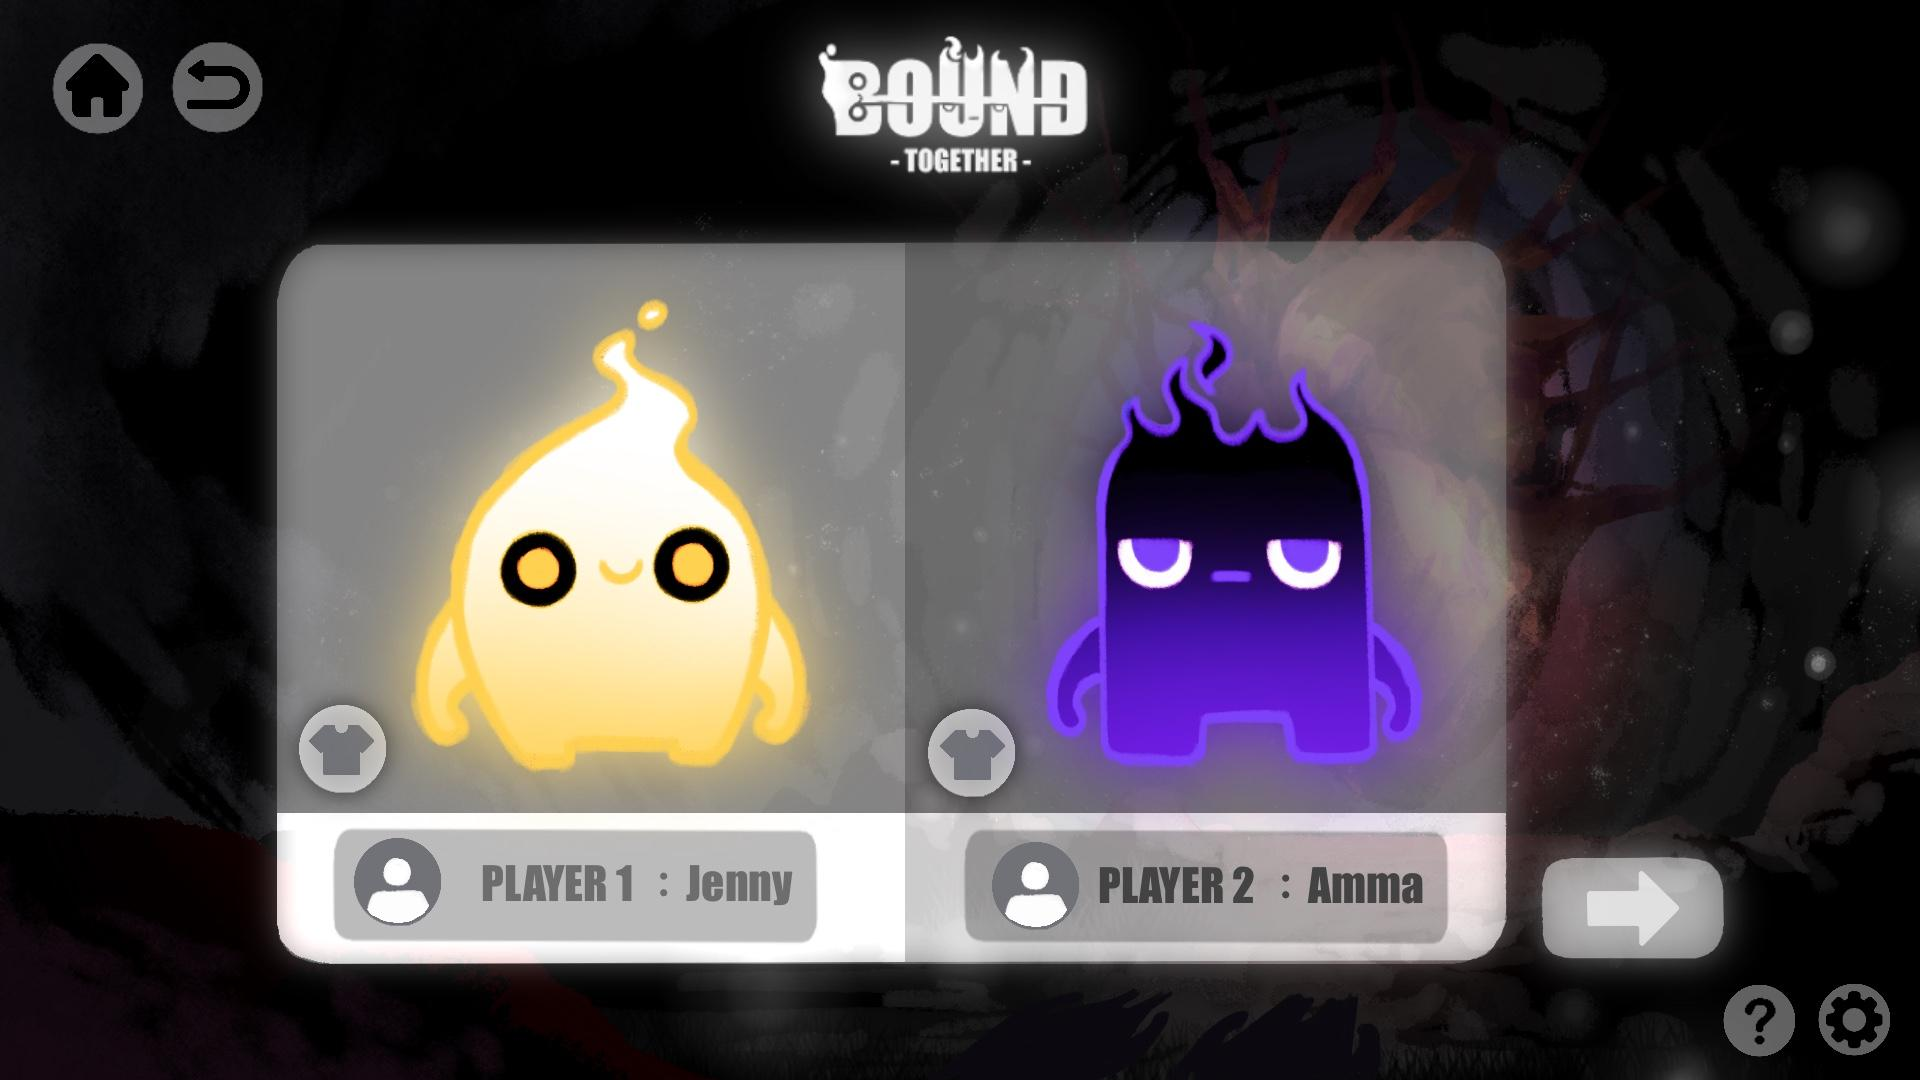 BOUND
- TOGETHER -
PLAYER 1 : Jenny
PLAYER 2 : Amma
?